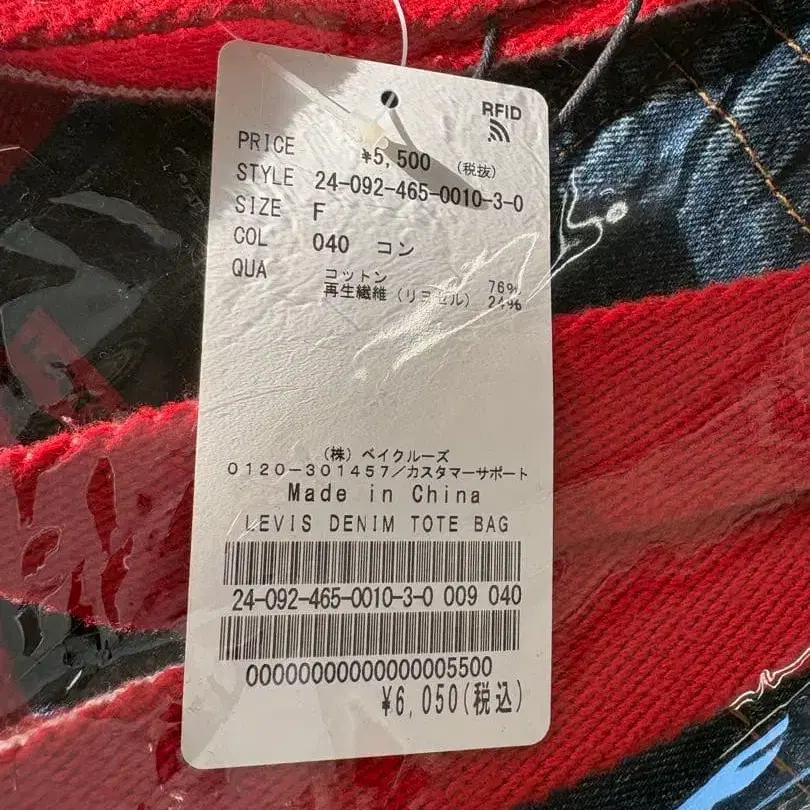 RFID
PRICE ¥5,500 (税抜)
STYLE 24-092-465-0010-3-0
SIZE F
COL 040 コン
QUA コットン 76%
再生繊維(リヨセル) 24%
(株)ベイクルーズ
0120-301457/カスタマーサポート
Made in China
LEVIS DENIM TOTE BAG
24-092-465-0010-3-0 009 040
00000000000000005500
¥6,050(税込)